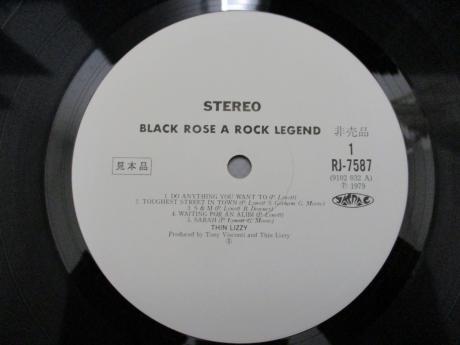 STEREO
BLACK ROSE A ROCK LEGEND
非売品
見本品
1
RJ-7587
(9102 032 A)
Ⓟ 1979
JASRAC
1. DO ANYTHING YOU WANT TO (P. Lynott)
2. TOUGHEST STREET IN TOWN (P. Lynott S. Gorham G. Moore)
3. S & M (P. Lynott B. Downey)
4. WAITING FOR AN ALIBI (P. Lynott)
5. SARAH (P. Lynott G. Moore)
THIN LIZZY
Produced by Tony Visconti and Thin Lizzy